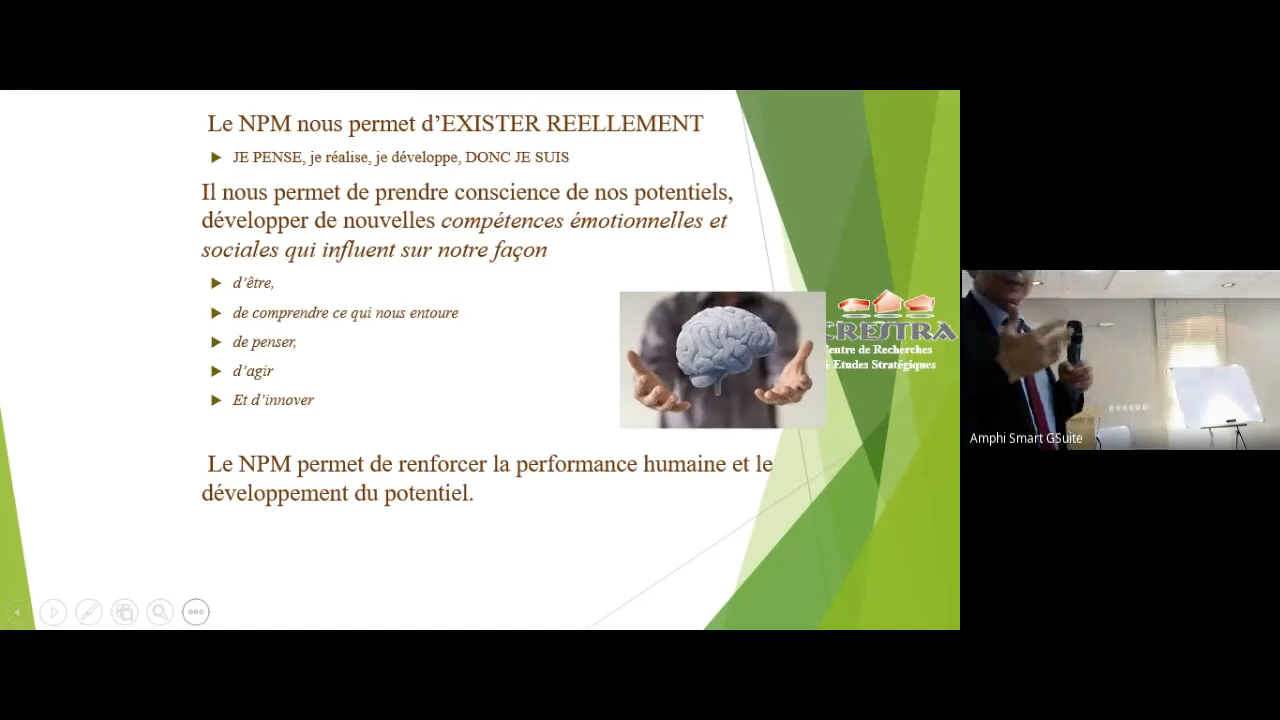 Le NPM nous permet d’EXISTER REELLEMENT
JE PENSE, je réalise, je développe, DONC JE SUIS
Il nous permet de prendre conscience de nos potentiels,
développer de nouvelles compétences émotionnelles et
sociales qui influent sur notre façon
d’être,
de comprendre ce qui nous entoure
de penser,
d’agir
Et d’innover
CRESTRA
Centre de Recherches
& Etudes Stratégiques
Le NPM permet de renforcer la performance humaine et le
développement du potentiel.
Amphi Smart GSuite